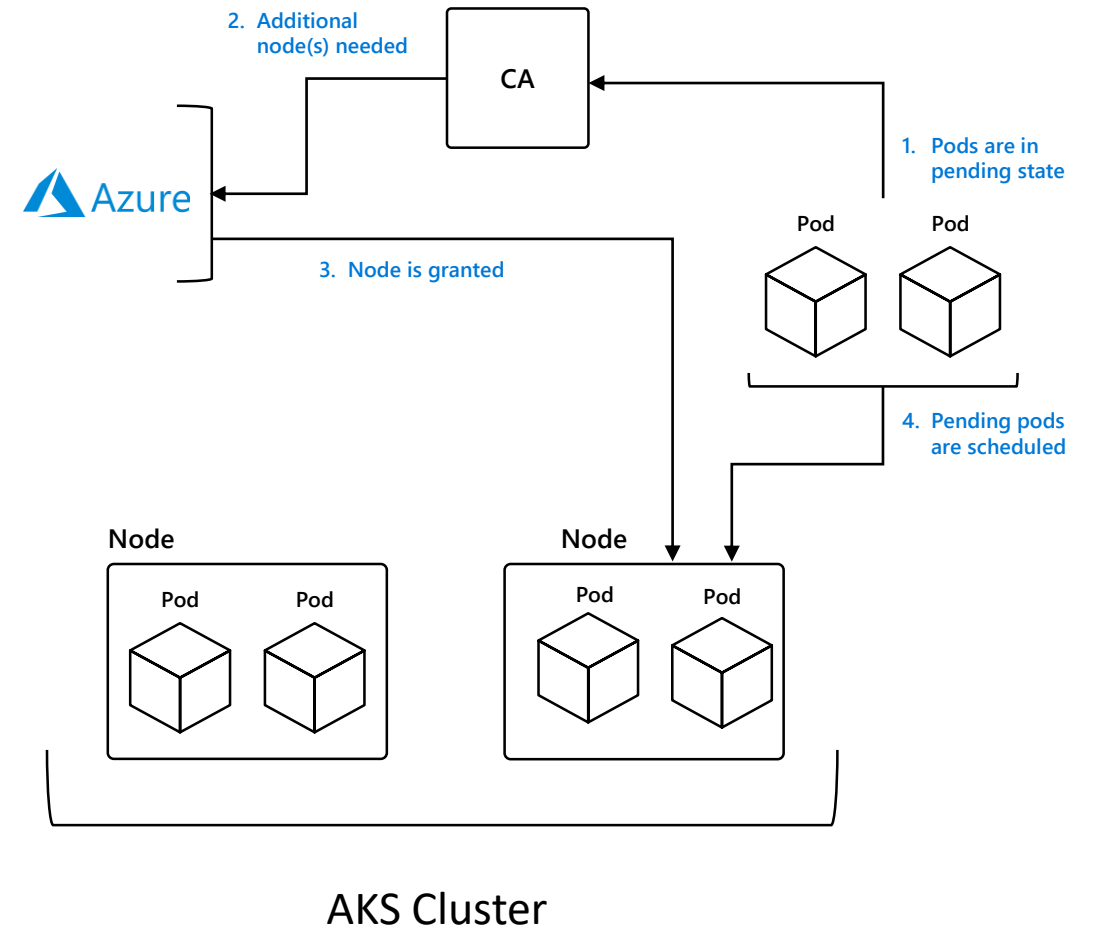 2. Additional
node(s) needed
CA
1. Pods are in
pending state
Azure
3. Node is granted
Pod
Pod
4. Pending pods
are scheduled
Node
Node
Pod
Pod
Pod
Pod
AKS Cluster